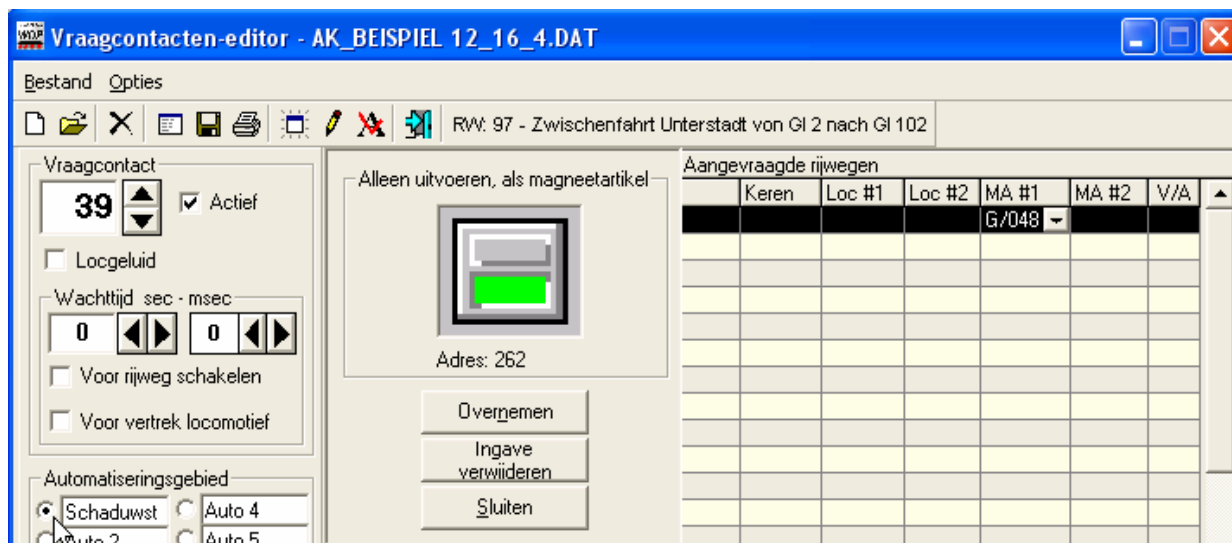 Vraagcontacten-editor - AK_BEISPIEL 12_16_4.DAT
Bestand Opties
RW: 97 - Zwischenfahrt Unterstadt von Gl 2 nach Gl 102
Vraagcontact
39
Actief
Locgeluid
Wachttijd sec - msec
0
0
Voor rijweg schakelen
Voor vertrek locomotief
Automatiseringsgebied
Schaduwst
Auto 4
Auto 2
Auto 5
Alleen uitvoeren, als magneetartikel
Adres: 262
Overnemen
Ingave
verwijderen
Sluiten
Aangevraagde rijwegen
Keren Loc #1 Loc #2 MA #1 MA #2 V/A
G/048